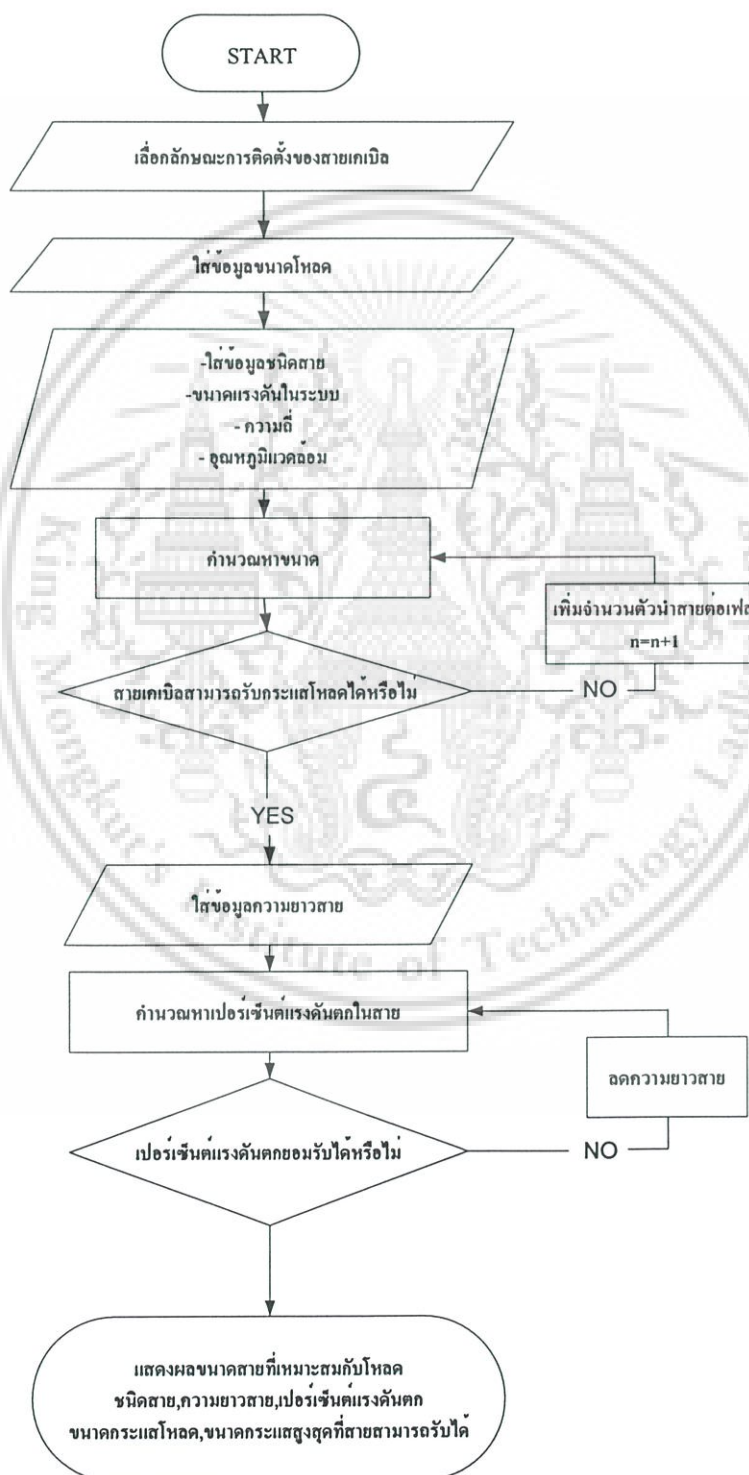 START
เลือกลักษณะการติดตั้งของสายเคเบิล
ใส่ข้อมูลขนาดโหลด
-ใส่ข้อมูลชนิดสาย
-ขนาดแรงดันในระบบ
- ความถี่
- อุณหภูมิแวดล้อม
คำนวณหาขนาด
เพิ่มจำนวนตัวนำสายต่อเฟส
n=n+1
สายเคเบิลสามารถรับกระแสโหลดได้หรือไม่
NO
YES
ใส่ข้อมูลความยาวสาย
คำนวณหาเปอร์เซ็นต์แรงดันตกในสาย
ลดความยาวสาย
เปอร์เซ็นต์แรงดันตกยอมรับได้หรือไม่
NO
แสดงผลขนาดสายที่เหมาะสมกับโหลด
ชนิดสาย,ความยาวสาย,เปอร์เซ็นต์แรงดันตก
ขนาดกระแสโหลด,ขนาดกระแสสูงสุดที่สายสามารถรับได้
King Mongkut's Institute of Technology